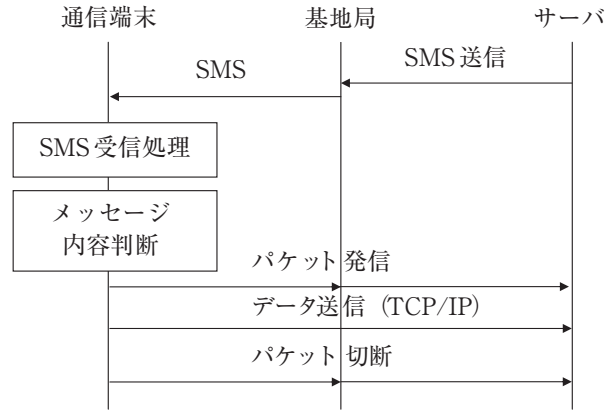 通信端末 基地局 サーバ
SMS送信
SMS
SMS受信処理
メッセージ
内容判断
パケット発信
データ送信（TCP/IP）
パケット切断